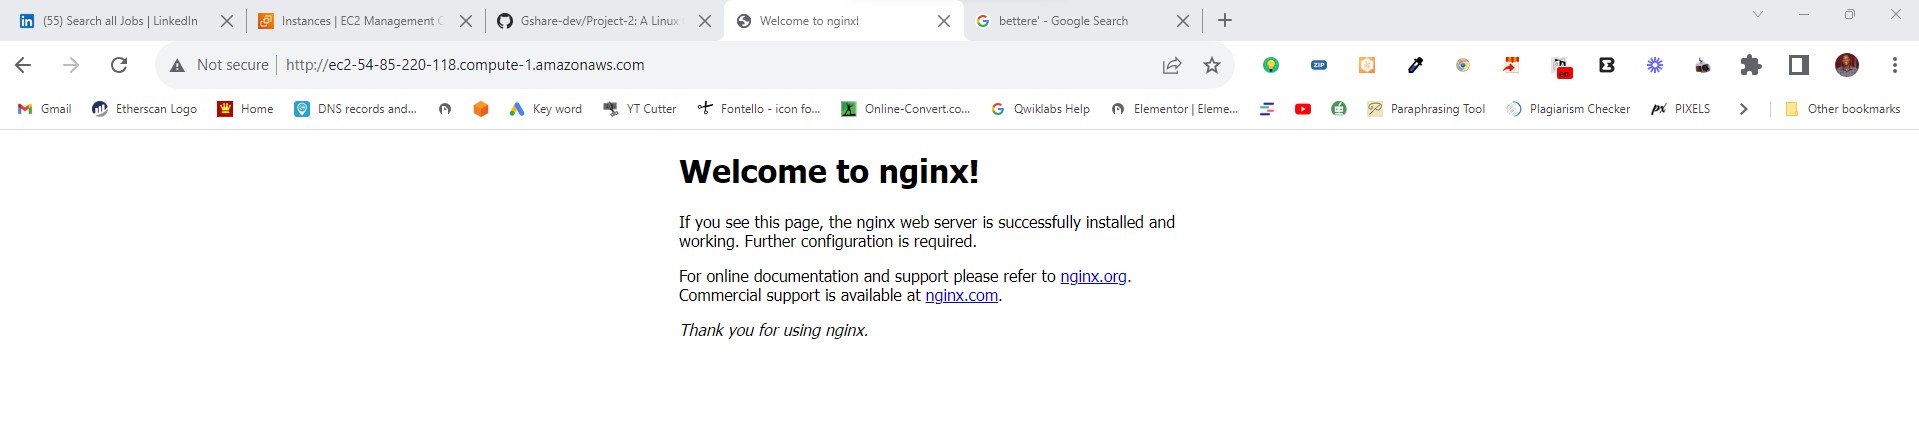 (55) Search all Jobs | LinkedIn
Instances | EC2 Management C
Gshare-dev/Project-2: A Linux
Welcome to nginx!
bettere' - Google Search
Not secure
http://ec2-54-85-220-118.compute-1.amazonaws.com
ZIP
Gmail
Etherscan Logo
Home
DNS records and...
Key word
YT Cutter
Fontello - icon fo...
Online-Convert.co...
Qwiklabs Help
Elementor | Eleme...
Paraphrasing Tool
Plagiarism Checker
px PIXELS
Other bookmarks
Welcome to nginx!
If you see this page, the nginx web server is successfully installed and
working. Further configuration is required.
For online documentation and support please refer to nginx.org.
Commercial support is available at nginx.com.
Thank you for using nginx.